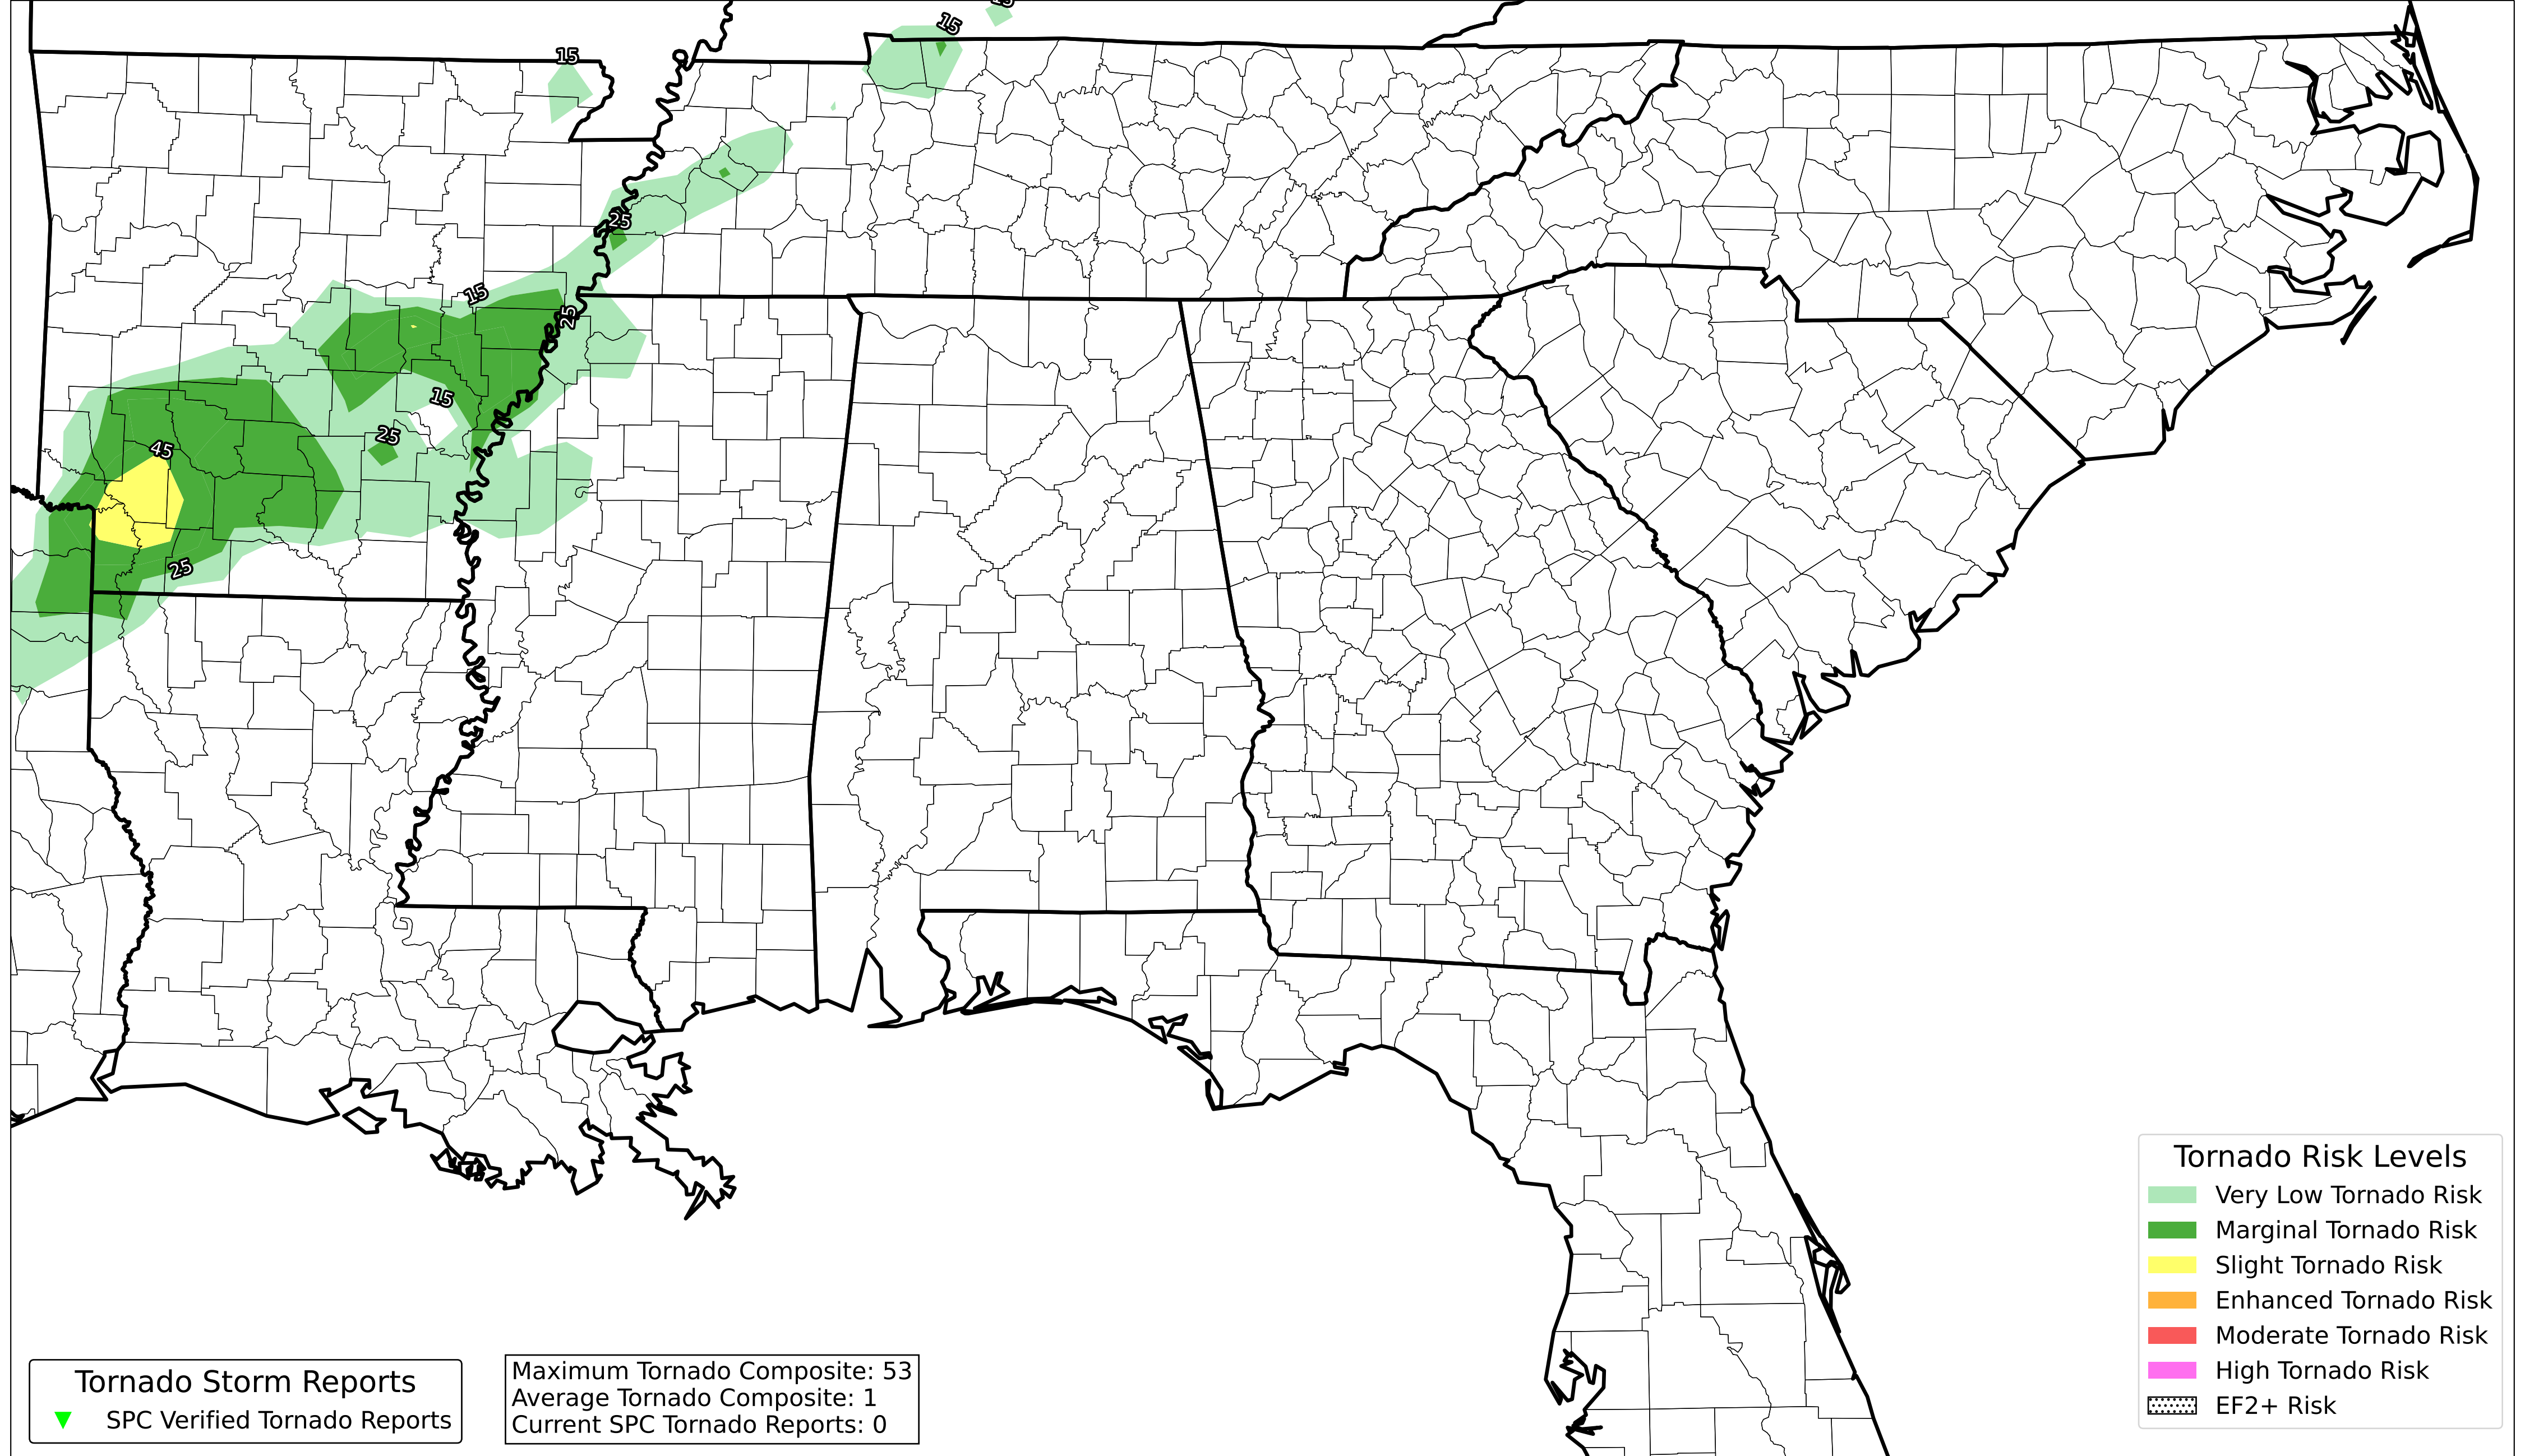 15
15
15
25
15
25
15
25
45
25
Tornado Risk Levels
Very Low Tornado Risk
Marginal Tornado Risk
Slight Tornado Risk
Enhanced Tornado Risk
Moderate Tornado Risk
High Tornado Risk
EF2+ Risk
Tornado Storm Reports
SPC Verified Tornado Reports
Maximum Tornado Composite: 53
Average Tornado Composite: 1
Current SPC Tornado Reports: 0